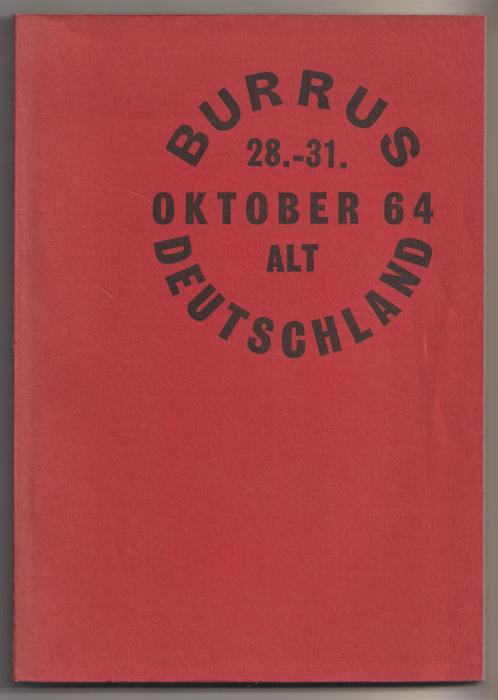 BURRUS
28.-31.
OKTOBER 64
ALT
DEUTSCHLAND